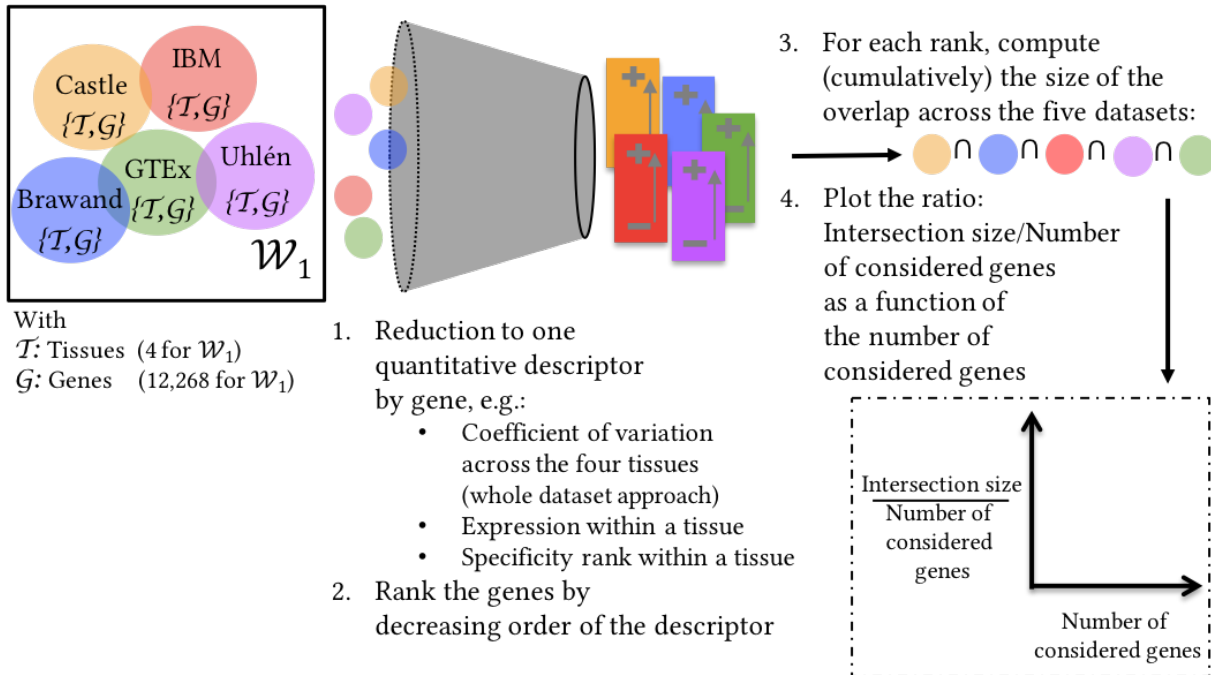 Castle
{𝒯,𝒢}
IBM
{𝒯,𝒢}
GTEx
{𝒯,𝒢}
Uhlén
{𝒯,𝒢}
Brawand
{𝒯,𝒢}
𝒲₁
With
𝒯: Tissues (4 for 𝒲₁)
𝒢: Genes (12,268 for 𝒲₁)
1. Reduction to one
quantitative descriptor
by gene, e.g.:
• Coefficient of variation
across the four tissues
(whole dataset approach)
• Expression within a tissue
• Specificity rank within a tissue
2. Rank the genes by
decreasing order of the descriptor
+ + +
+ +
− −
− −
3. For each rank, compute
(cumulatively) the size of the
overlap across the five datasets:
∩ ∩ ∩ ∩
4. Plot the ratio:
Intersection size/Number
of considered genes
as a function of
the number of
considered genes
Intersection size
Number of
considered
genes
Number of
considered genes